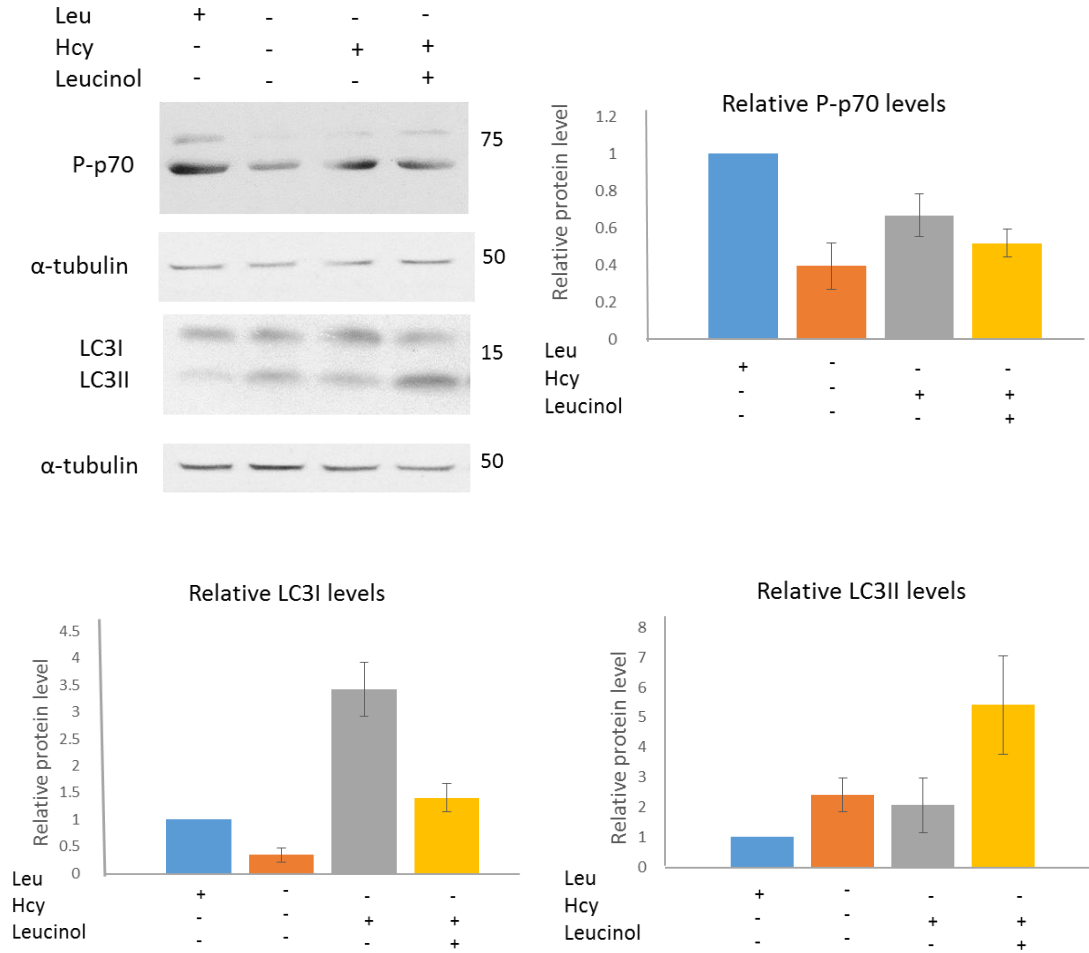 Leu + - - -
Hcy - - + +
Leucinol - - - +
P-p70 75
α-tubulin 50
LC3I 15
LC3II
α-tubulin 50
Relative P-p70 levels
Relative protein level
1.2
1
0.8
0.6
0.4
0.2
0
Leu + - - -
Hcy - - + +
Leucinol - - - +
Relative LC3I levels
Relative protein level
4.5
4
3.5
3
2.5
2
1.5
1
0.5
0
Leu + - - -
Hcy - - + +
Leucinol - - - +
Relative LC3II levels
Relative protein level
8
7
6
5
4
3
2
1
0
Leu + - - -
Hcy - - + +
Leucinol - - - +